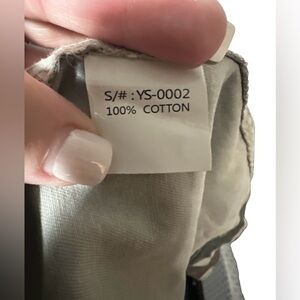 S/# : YS-0002
100% COTTON